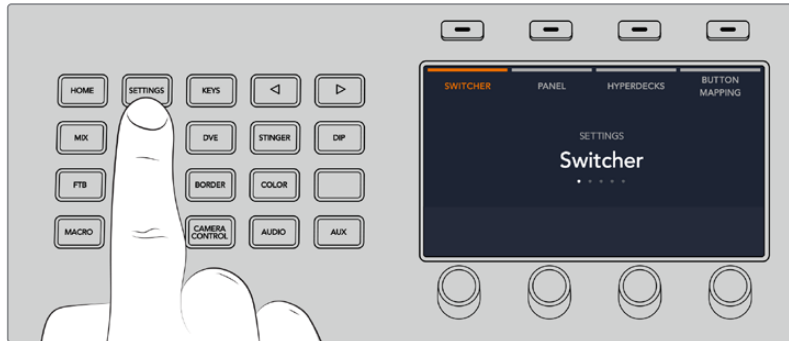 HOME
SETTINGS
KEYS
MIX
DVE
STINGER
DIP
FTB
BORDER
COLOR
MACRO
CAMERA
CONTROL
AUDIO
AUX
SWITCHER
PANEL
HYPERDECKS
BUTTON
MAPPING
SETTINGS
Switcher